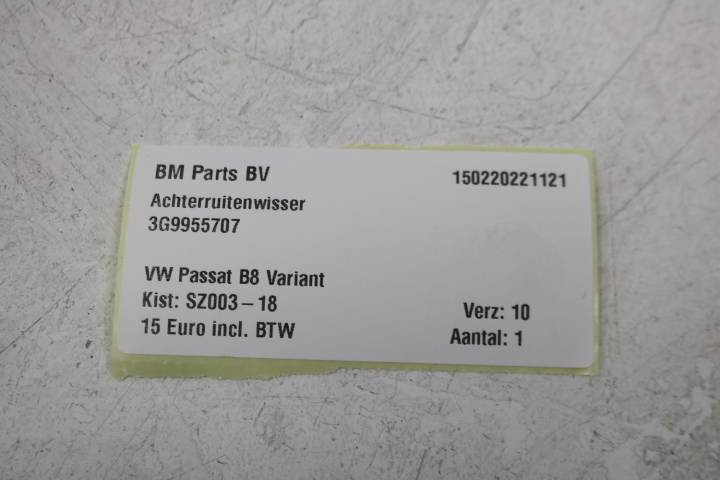 BM Parts BV 150220221121
Achterruitenwisser
3G9955707
VW Passat B8 Variant
Kist: SZ003-18 Verz: 10
15 Euro incl. BTW Aantal: 1